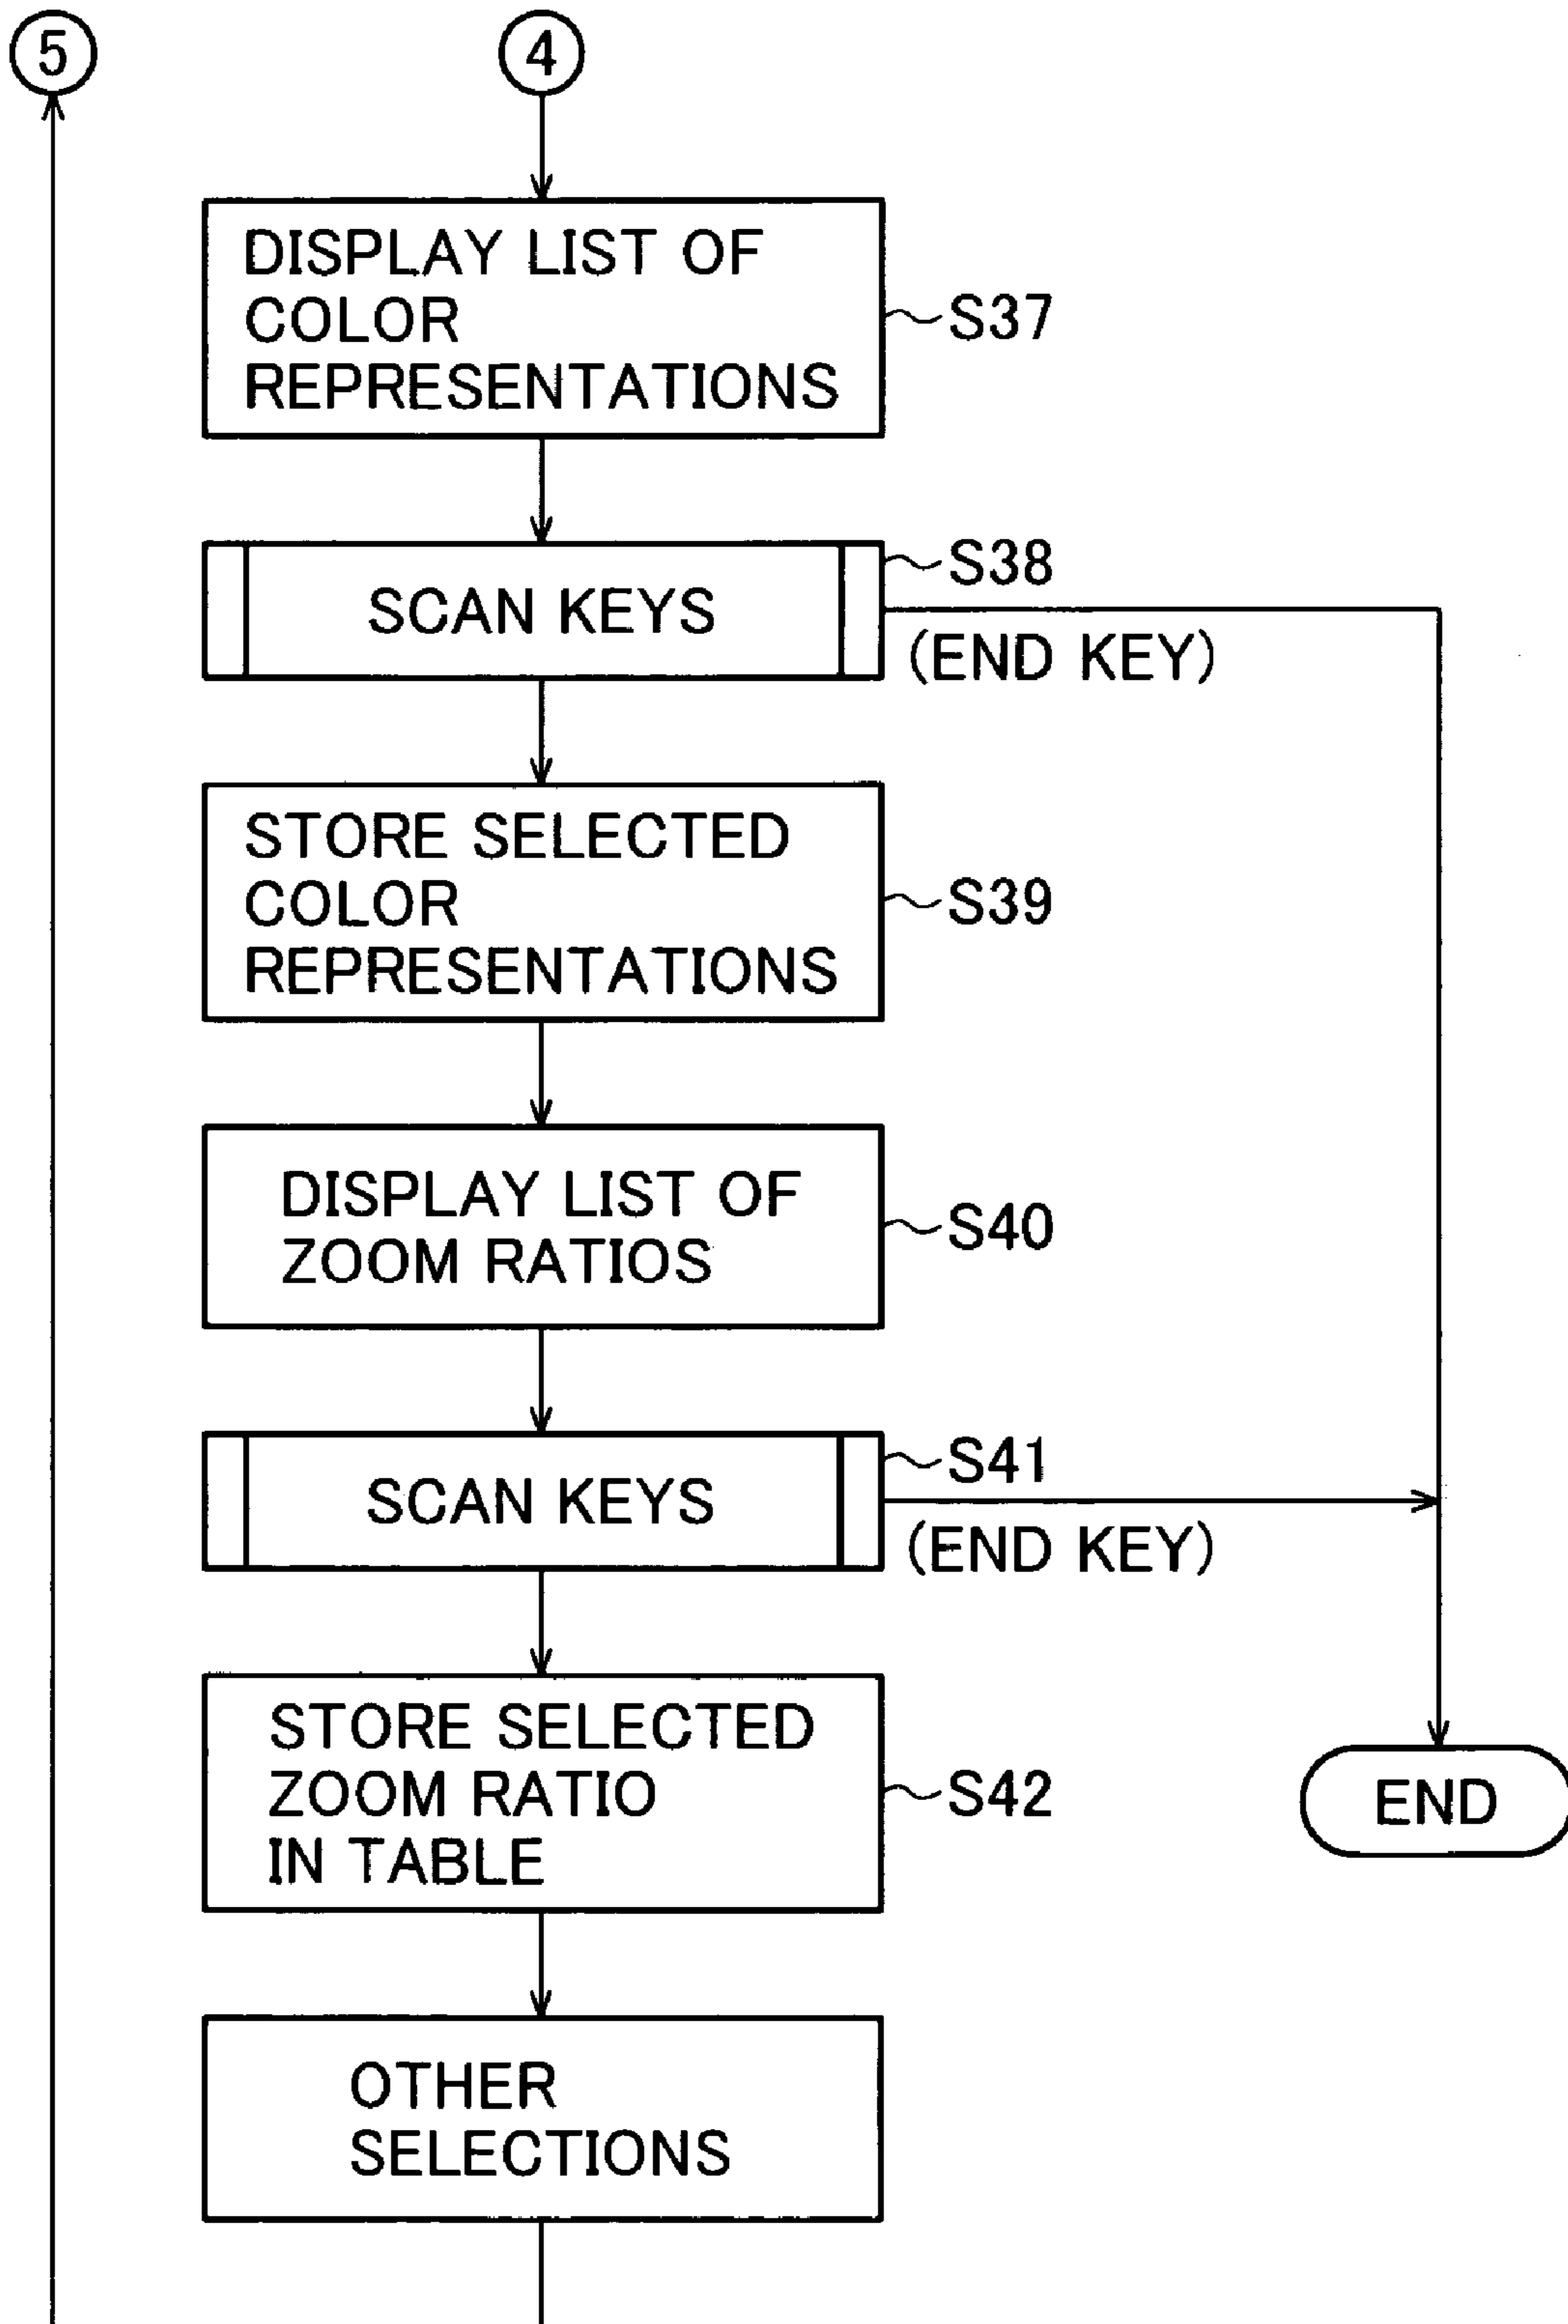 5
4
DISPLAY LIST OF
COLOR
REPRESENTATIONS
S37
SCAN KEYS
S38
(END KEY)
STORE SELECTED
COLOR
REPRESENTATIONS
S39
DISPLAY LIST OF
ZOOM RATIOS
S40
SCAN KEYS
S41
(END KEY)
STORE SELECTED
ZOOM RATIO
IN TABLE
S42
END
OTHER
SELECTIONS